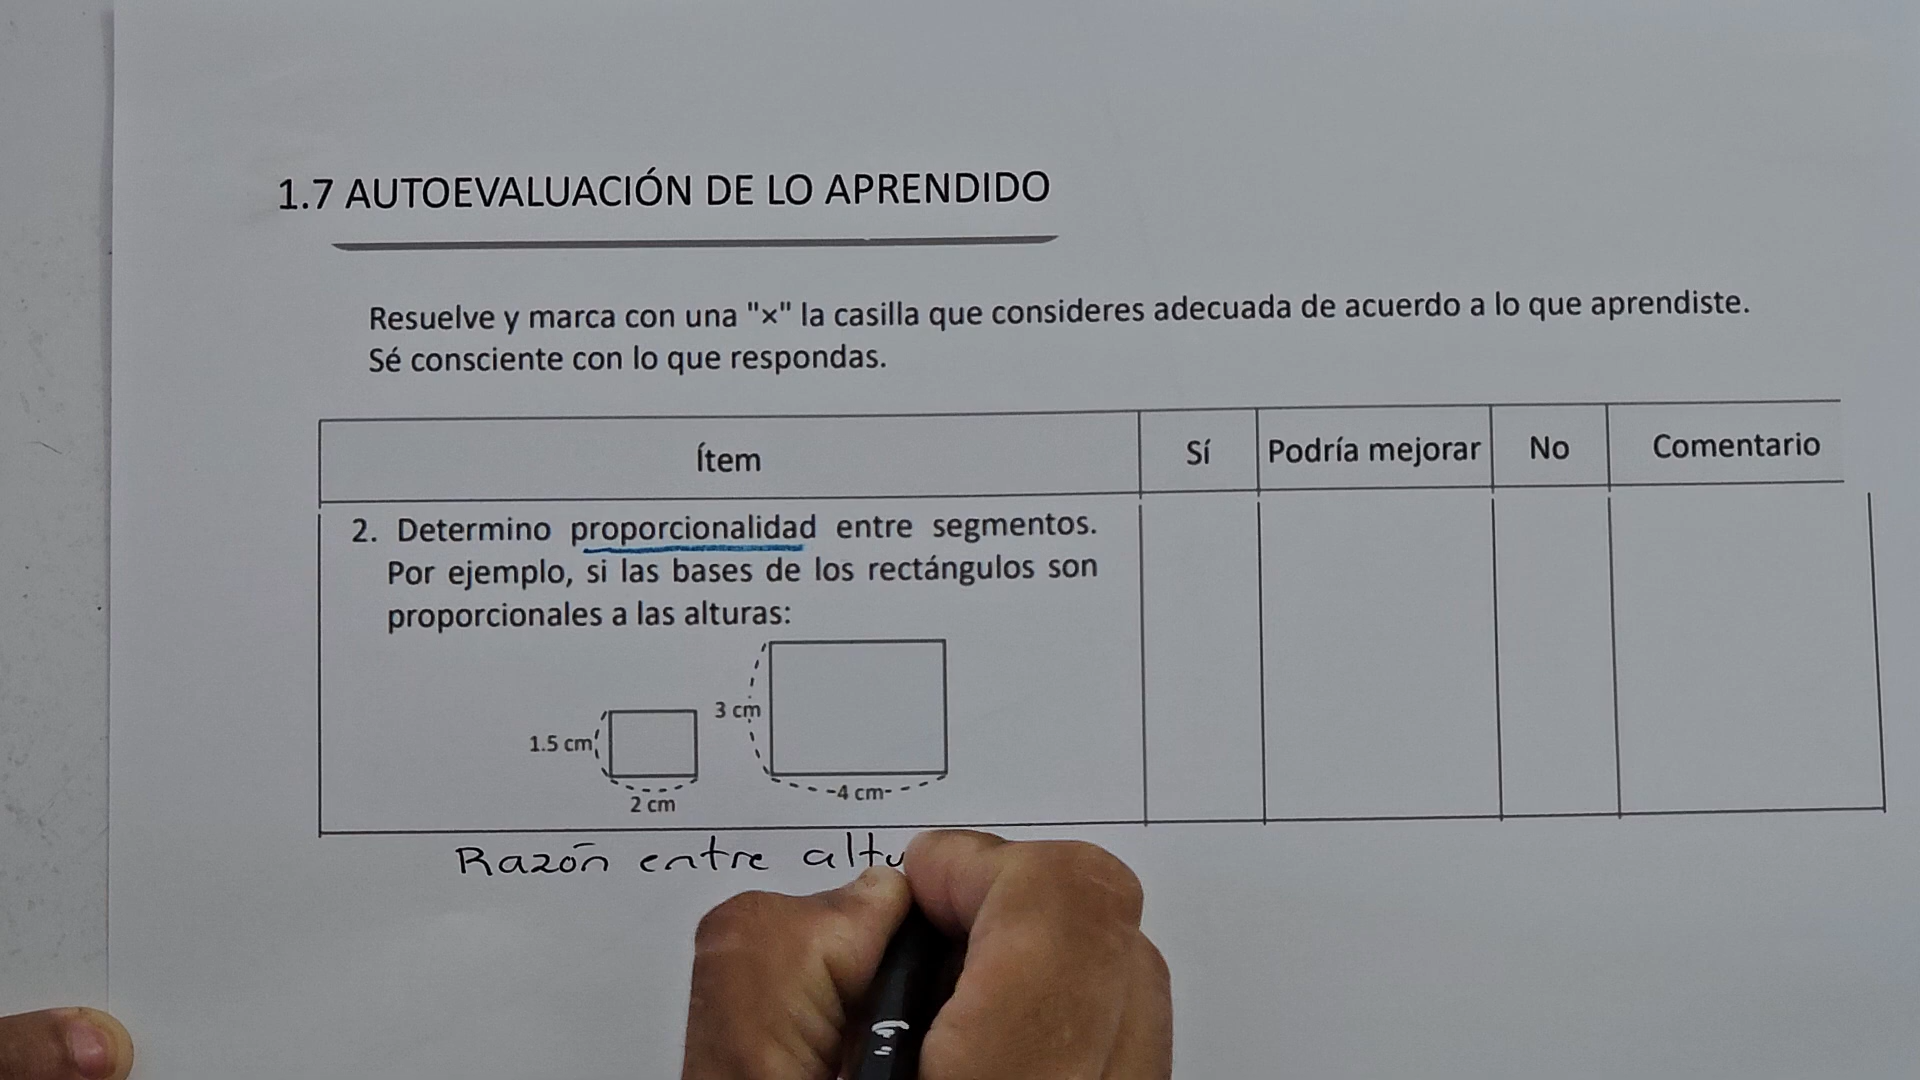 1.7 AUTOEVALUACIÓN DE LO APRENDIDO
Resuelve y marca con una "×" la casilla que consideres adecuada de acuerdo a lo que aprendiste.
Sé consciente con lo que respondas.
Ítem Sí Podría mejorar No Comentario
2. Determino proporcionalidad entre segmentos.
Por ejemplo, si las bases de los rectángulos son
proporcionales a las alturas:
3 cm
1.5 cm
4 cm
2 cm
Razón entre altu